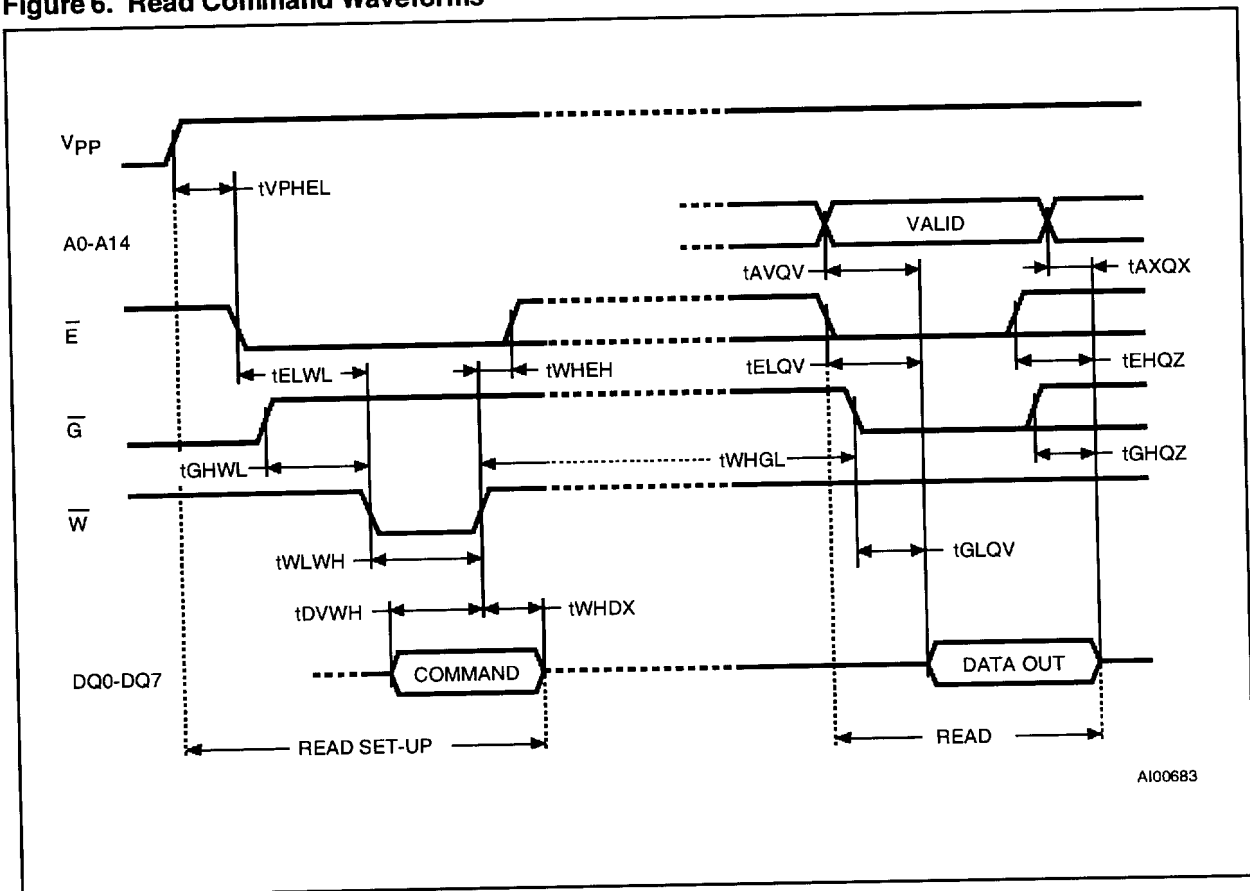 Figure 6. Read Command Waveforms
VPP
tVPHEL
A0-A14
VALID
tAVQV
tAXQX
E
tELWL
tWHEH
tELQV
tEHQZ
G
tGHWL
tWHGL
tGHQZ
W
tWLWH
tGLQV
tDVWH
tWHDX
DQ0-DQ7
COMMAND
DATA OUT
READ SET-UP
READ
AI00683